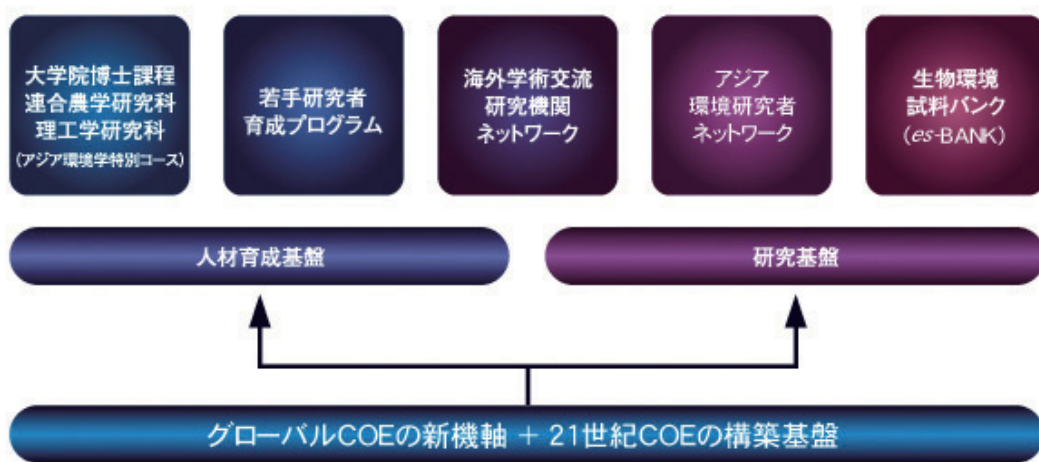 大学院博士課程
連合農学研究科
理工学研究科
(アジア環境学特別コース)
若手研究者
育成プログラム
海外学術交流
研究機関
ネットワーク
アジア
環境研究者
ネットワーク
生物環境
試料バンク
(es-BANK)
人材育成基盤
研究基盤
グローバルCOEの新機軸 + 21世紀COEの構築基盤